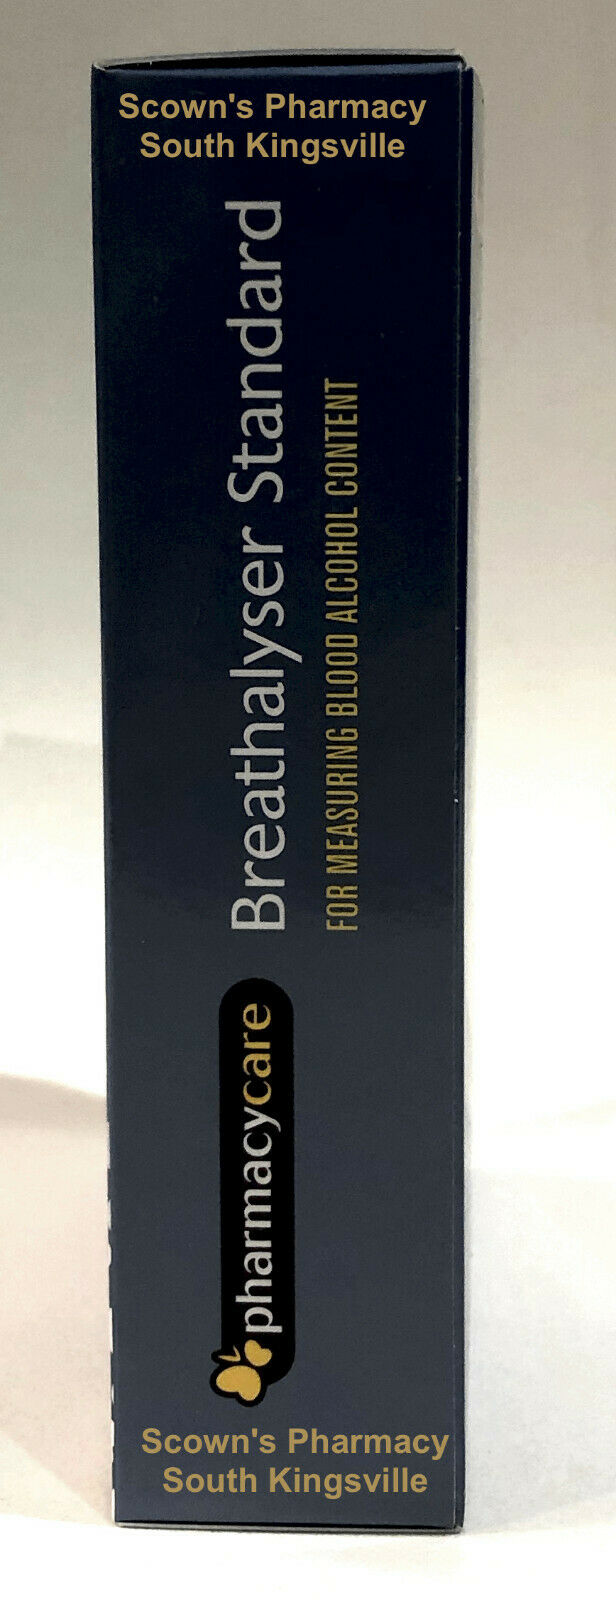 Scown's Pharmacy
South Kingsville
Breathalyser Standard
FOR MEASURING BLOOD ALCOHOL CONTENT
pharmacycare
Scown's Pharmacy
South Kingsville